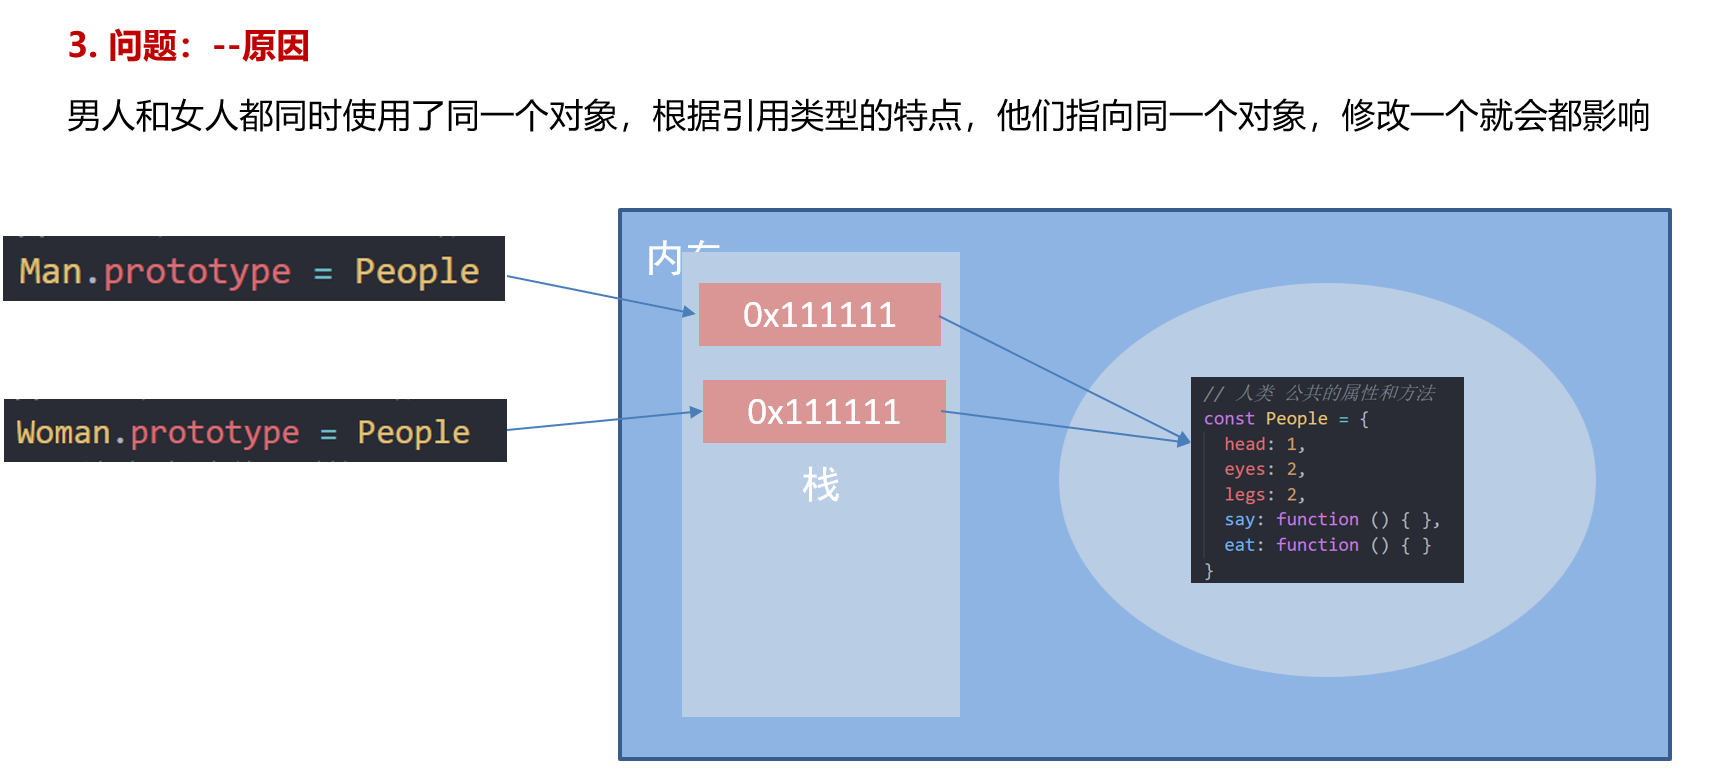 3. 问题：--原因
男人和女人都同时使用了同一个对象，根据引用类型的特点，他们指向同一个对象，修改一个就会都影响
内
Man.prototype = People
0x111111
Woman.prototype = People
0x111111
栈
// 人类 公共的属性和方法
const People = {
head: 1,
eyes: 2,
legs: 2,
say: function () { },
eat: function () { }
}